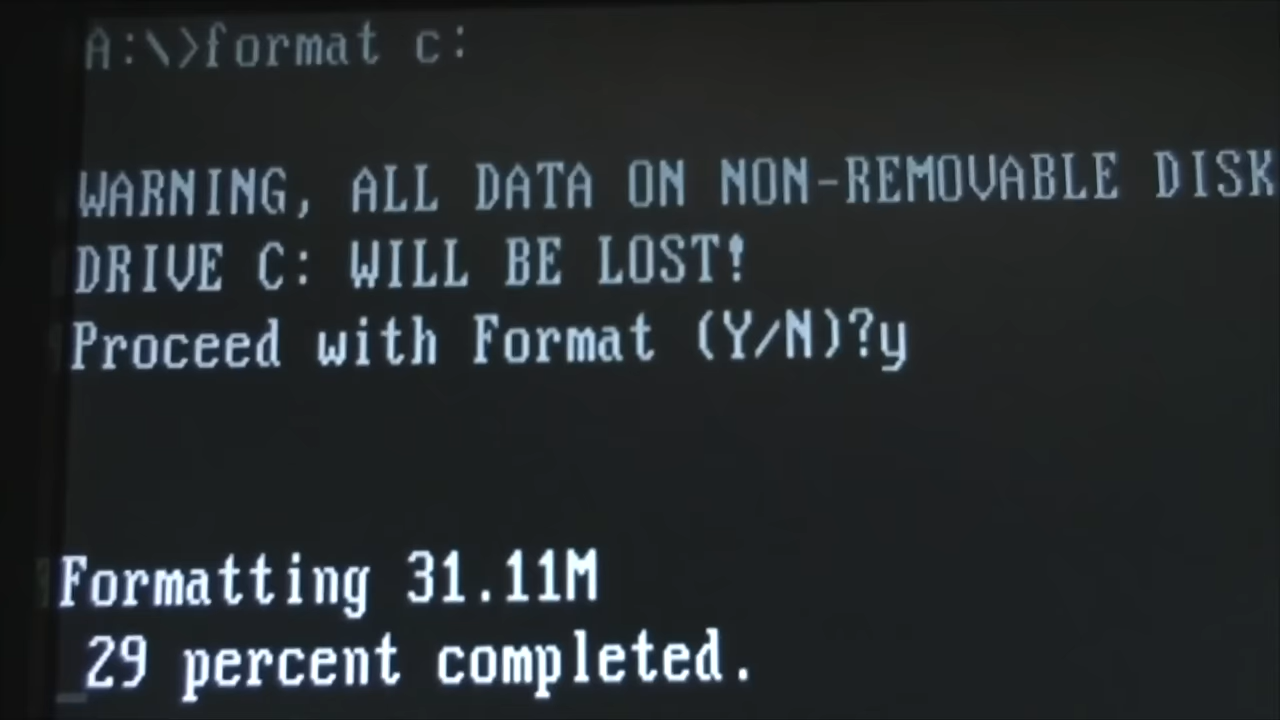 A:\>format c:
WARNING, ALL DATA ON NON-REMOVABLE DISK
DRIVE C: WILL BE LOST!
Proceed with Format (Y/N)?y
Formatting 31.11M
29 percent completed.